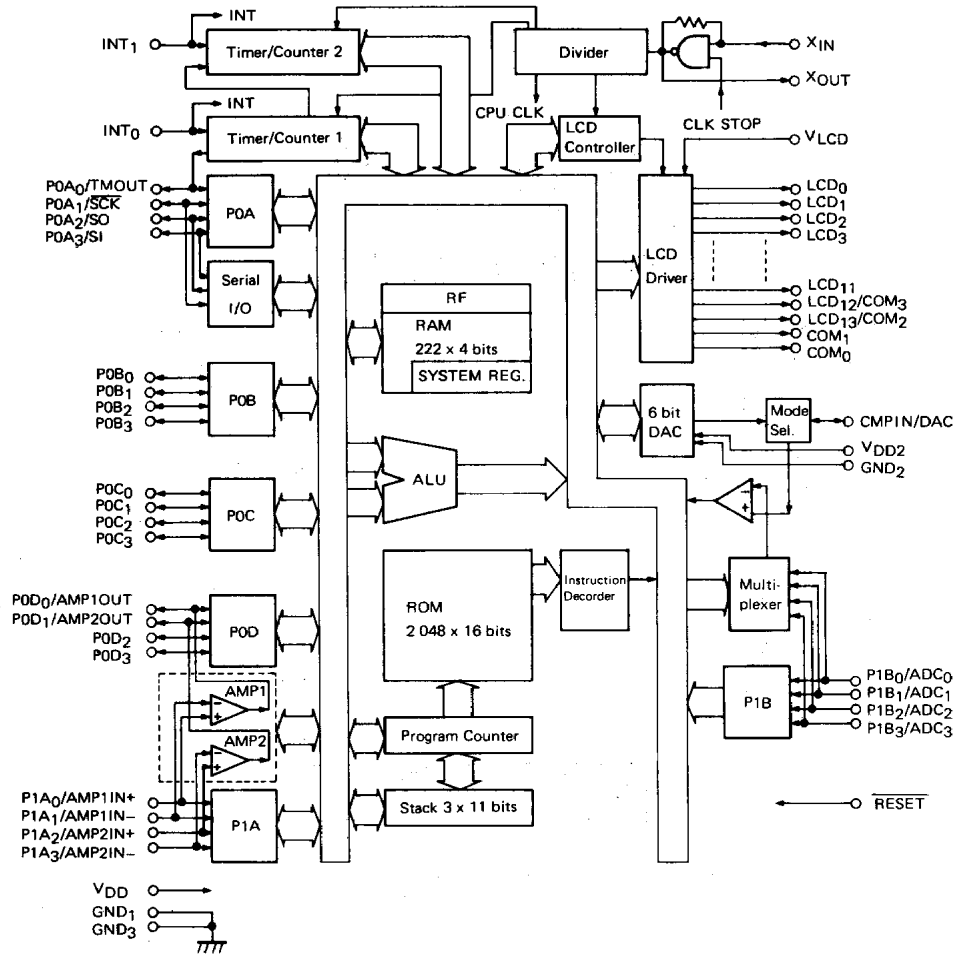 INT
INT1
Timer/Counter 2
Divider
XIN
XOUT
CPU CLK
CLK STOP
INT
INT0
Timer/Counter 1
LCD
Controller
VLCD
P0A0/TMOUT
P0A1/SCK
P0A2/SO
P0A3/SI
P0A
LCD
Driver
LCD0
LCD1
LCD2
LCD3
LCD11
LCD12/COM3
LCD13/COM2
COM1
COM0
Serial
I/O
RF
RAM
222 x 4 bits
SYSTEM REG.
P0B0
P0B1
P0B2
P0B3
P0B
6 bit
DAC
Mode
Sel.
CMPIN/DAC
VDD2
GND2
ALU
−
+
P0C0
P0C1
P0C2
P0C3
P0C
ROM
2 048 x 16 bits
Instruction
Decorder
Multi-
plexer
P0D0/AMP1OUT
P0D1/AMP2OUT
P0D2
P0D3
P0D
AMP1
−
+
AMP2
−
+
Program Counter
P1B
P1B0/ADC0
P1B1/ADC1
P1B2/ADC2
P1B3/ADC3
P1A0/AMP1IN+
P1A1/AMP1IN−
P1A2/AMP2IN+
P1A3/AMP2IN−
P1A
Stack 3 x 11 bits
RESET
VDD
GND1
GND3